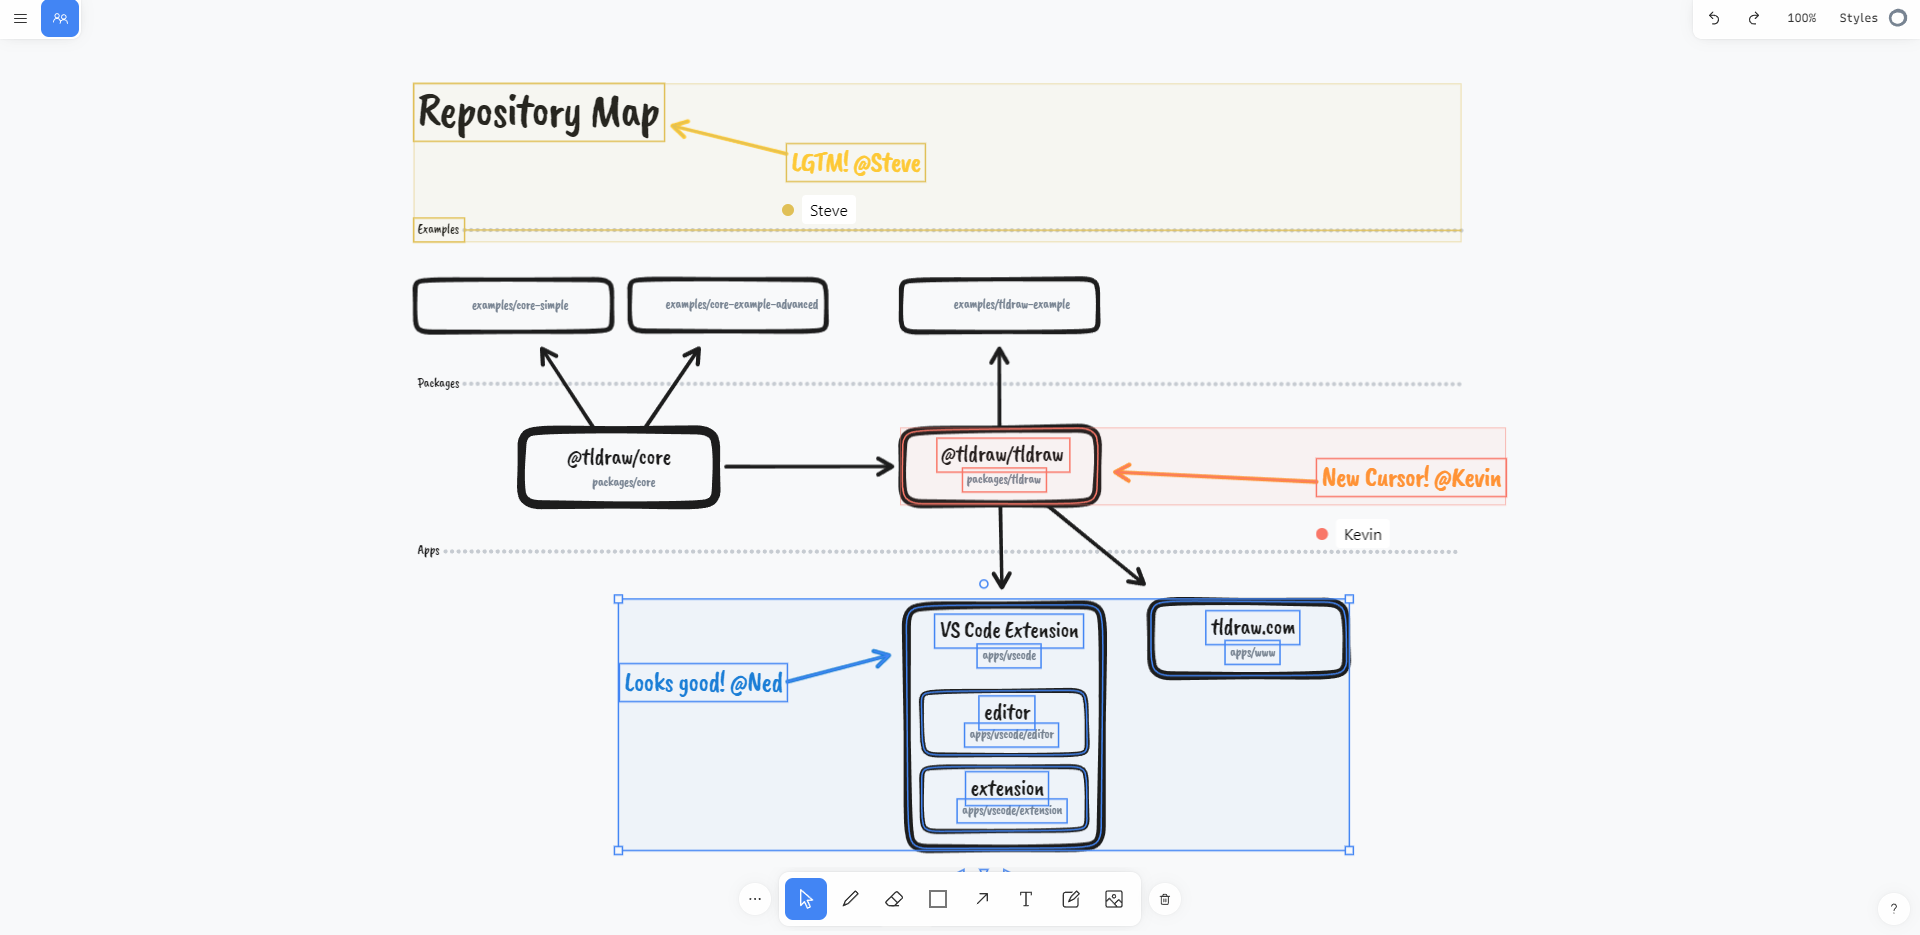 100%
Styles
Repository Map
LGTM! @Steve
Steve
Examples
examples/core-simple
examples/core-example-advanced
examples/tldraw-example
Packages
@tldraw/core
packages/core
@tldraw/tldraw
packages/tldraw
New Cursor! @Kevin
Kevin
Apps
VS Code Extension
apps/vscode
tldraw.com
apps/www
Looks good! @Ned
editor
apps/vscode/editor
extension
apps/vscode/extension
T
?